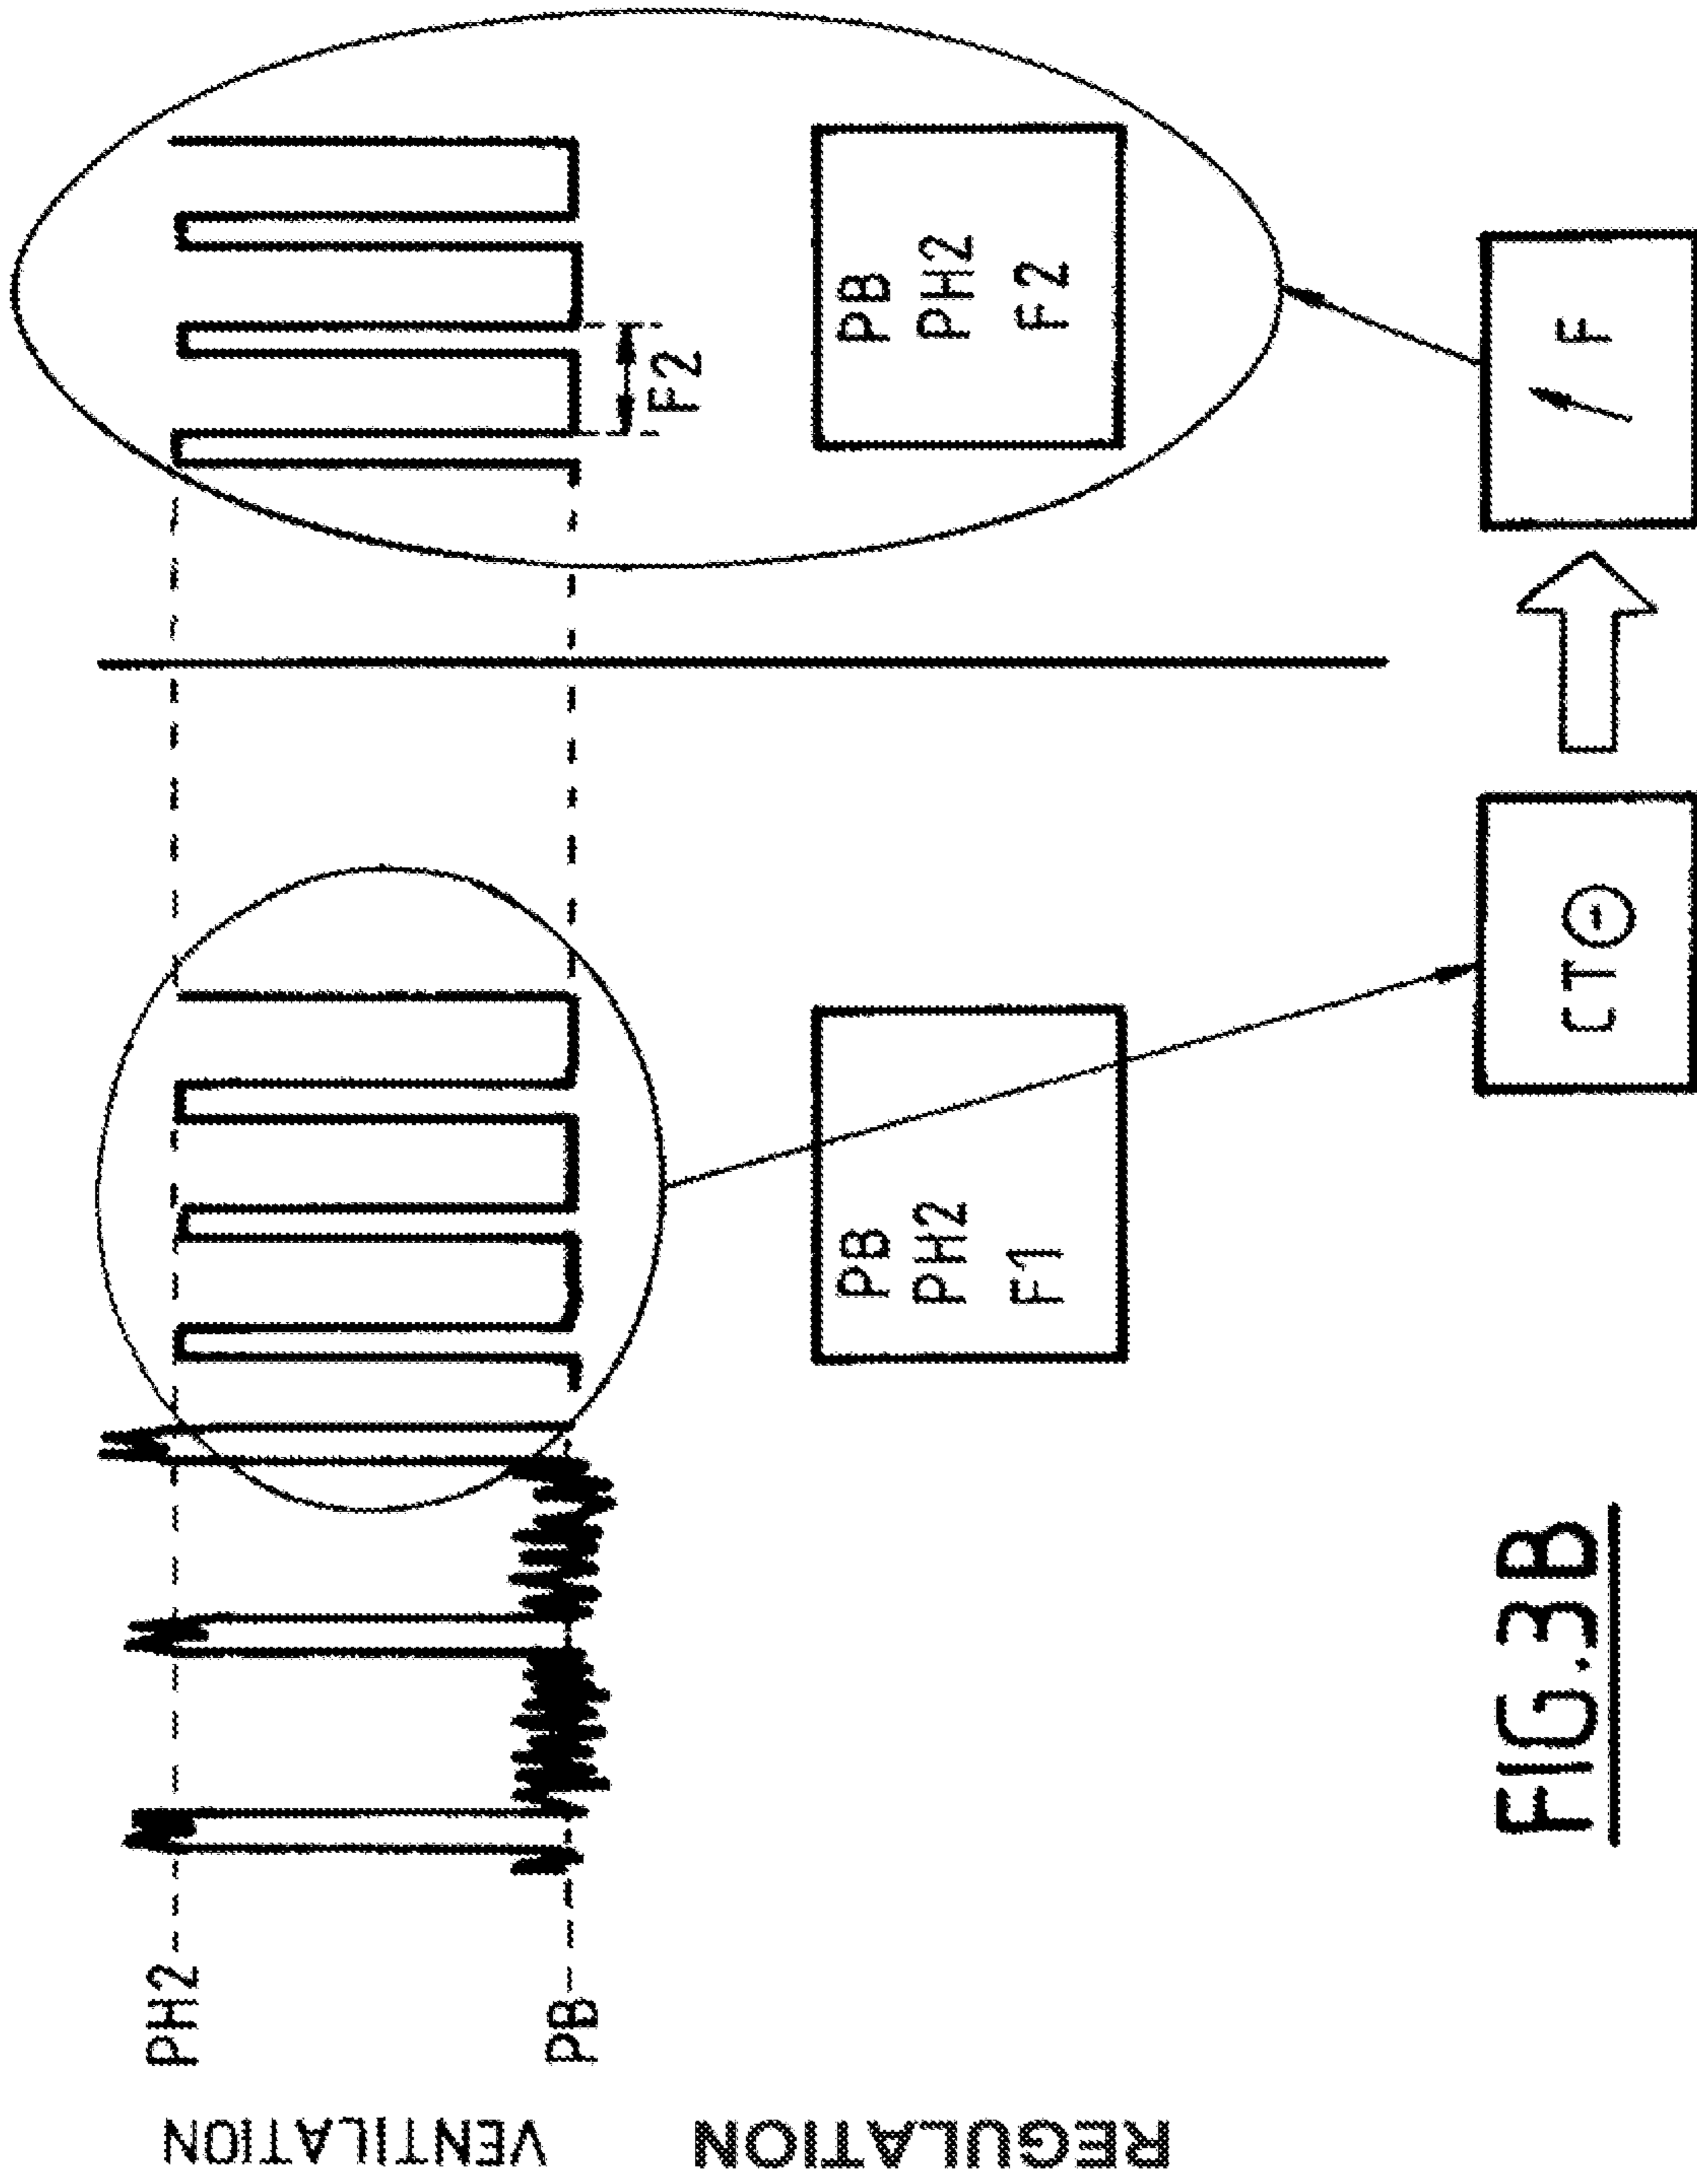 VENTILATION
PH2
PB
F2
REGULATION
PB
PH2
F1
PB
PH2
F2
CT⊖
↗ F
FIG.3B